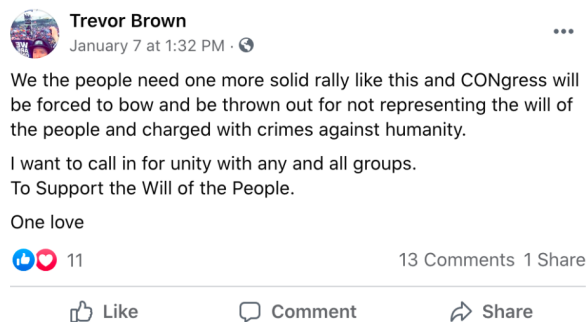 Trevor Brown
January 7 at 1:32 PM ·
We the people need one more solid rally like this and CONgress will
be forced to bow and be thrown out for not representing the will of
the people and charged with crimes against humanity.
I want to call in for unity with any and all groups.
To Support the Will of the People.
One love
11
13 Comments 1 Share
Like Comment Share